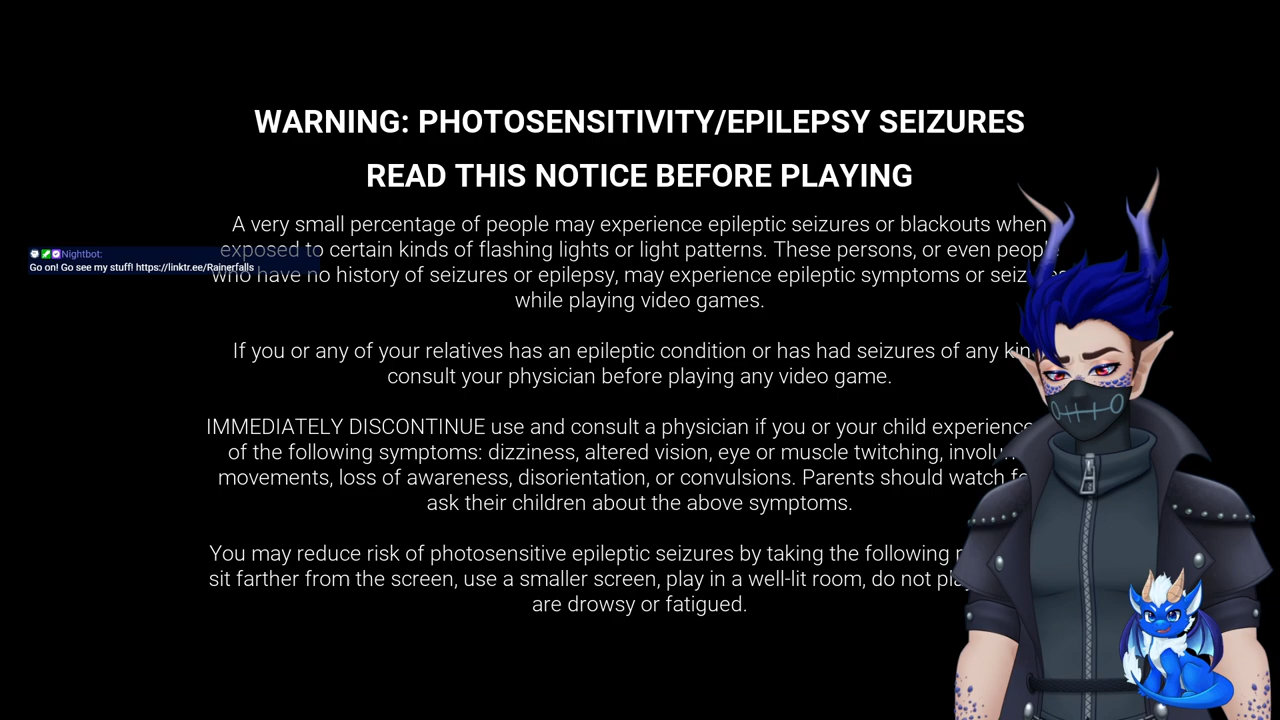 WARNING: PHOTOSENSITIVITY/EPILEPSY SEIZURES
READ THIS NOTICE BEFORE PLAYING
A very small percentage of people may experience epileptic seizures or blackouts when
exposed to certain kinds of flashing lights or light patterns. These persons, or even people
who have no history of seizures or epilepsy, may experience epileptic symptoms or seizures
while playing video games.
If you or any of your relatives has an epileptic condition or has had seizures of any kin
consult your physician before playing any video game.
IMMEDIATELY DISCONTINUE use and consult a physician if you or your child experience
of the following symptoms: dizziness, altered vision, eye or muscle twitching, involu
movements, loss of awareness, disorientation, or convulsions. Parents should watch
ask their children about the above symptoms.
You may reduce risk of photosensitive epileptic seizures by taking the following
sit farther from the screen, use a smaller screen, play in a well-lit room, do not play
are drowsy or fatigued.
Nightbot:
Go on! Go see my stuff! https://linktr.ee/Rainerfalls